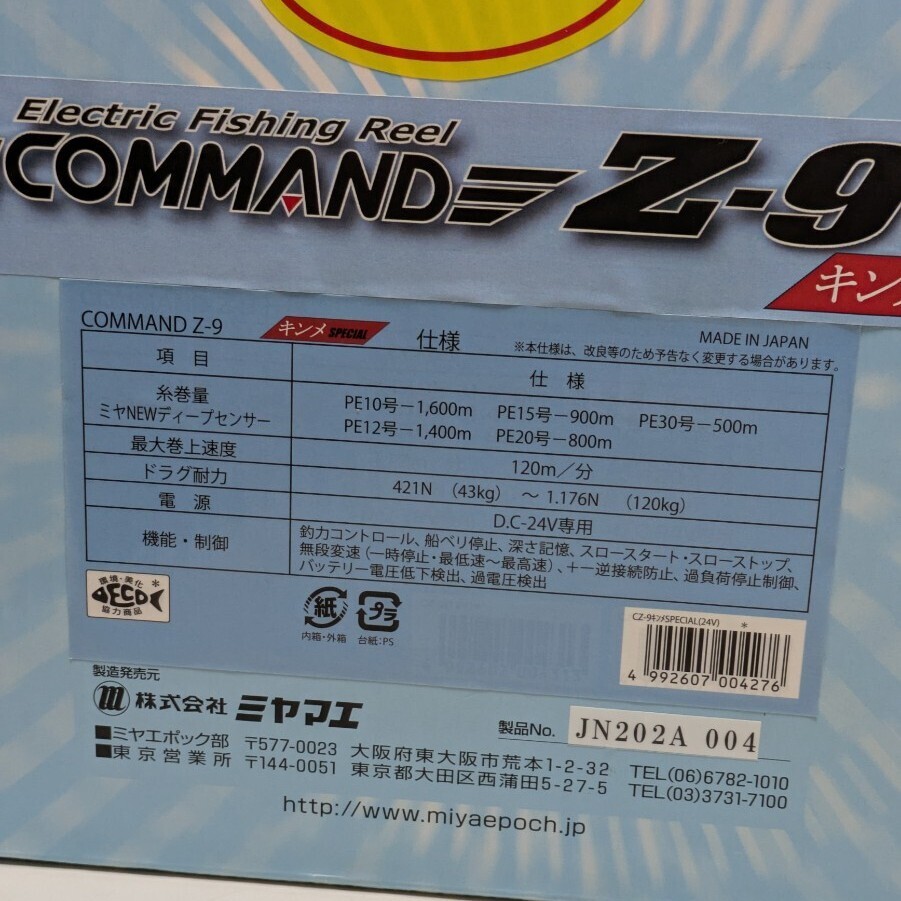 Electric Fishing Reel
COMMAND Z-9
キンメ
COMMAND Z-9 キンメ SPECIAL 仕様 MADE IN JAPAN
※本仕様は、改良等のため予告なく変更する場合があります。
項目 仕様
糸巻量
ミヤNEWディープセンサー
PE10号－1,600m PE15号－900m PE30号－500m
PE12号－1,400m PE20号－800m
最大巻上速度 120m／分
ドラグ耐力 421N (43kg) ～ 1.176N (120kg)
電源 D.C-24V専用
機能・制御
釣力コントロール、船べり停止、深さ記憶、スロースタート・スローストップ、
無段変速（一時停止・最低速～最高速）、＋－逆接続防止、過負荷停止制御、
バッテリー電圧低下検出、過電圧検出
環境・美化
*
DECO
協力商品
紙
内箱・外箱
プラ
台紙:PS
CZ-9キンメSPECIAL(24V) *
4 992607 004276
製造発売元
m 株式会社 ミヤマエ
製品No. JN202A 004
■ミヤエポック部 〒577-0023 大阪府東大阪市荒本1-2-32 TEL(06)6782-1010
■東京営業所 〒144-0051 東京都大田区西蒲田5-27-5 TEL(03)3731-7100
http://www.miyaepoch.jp